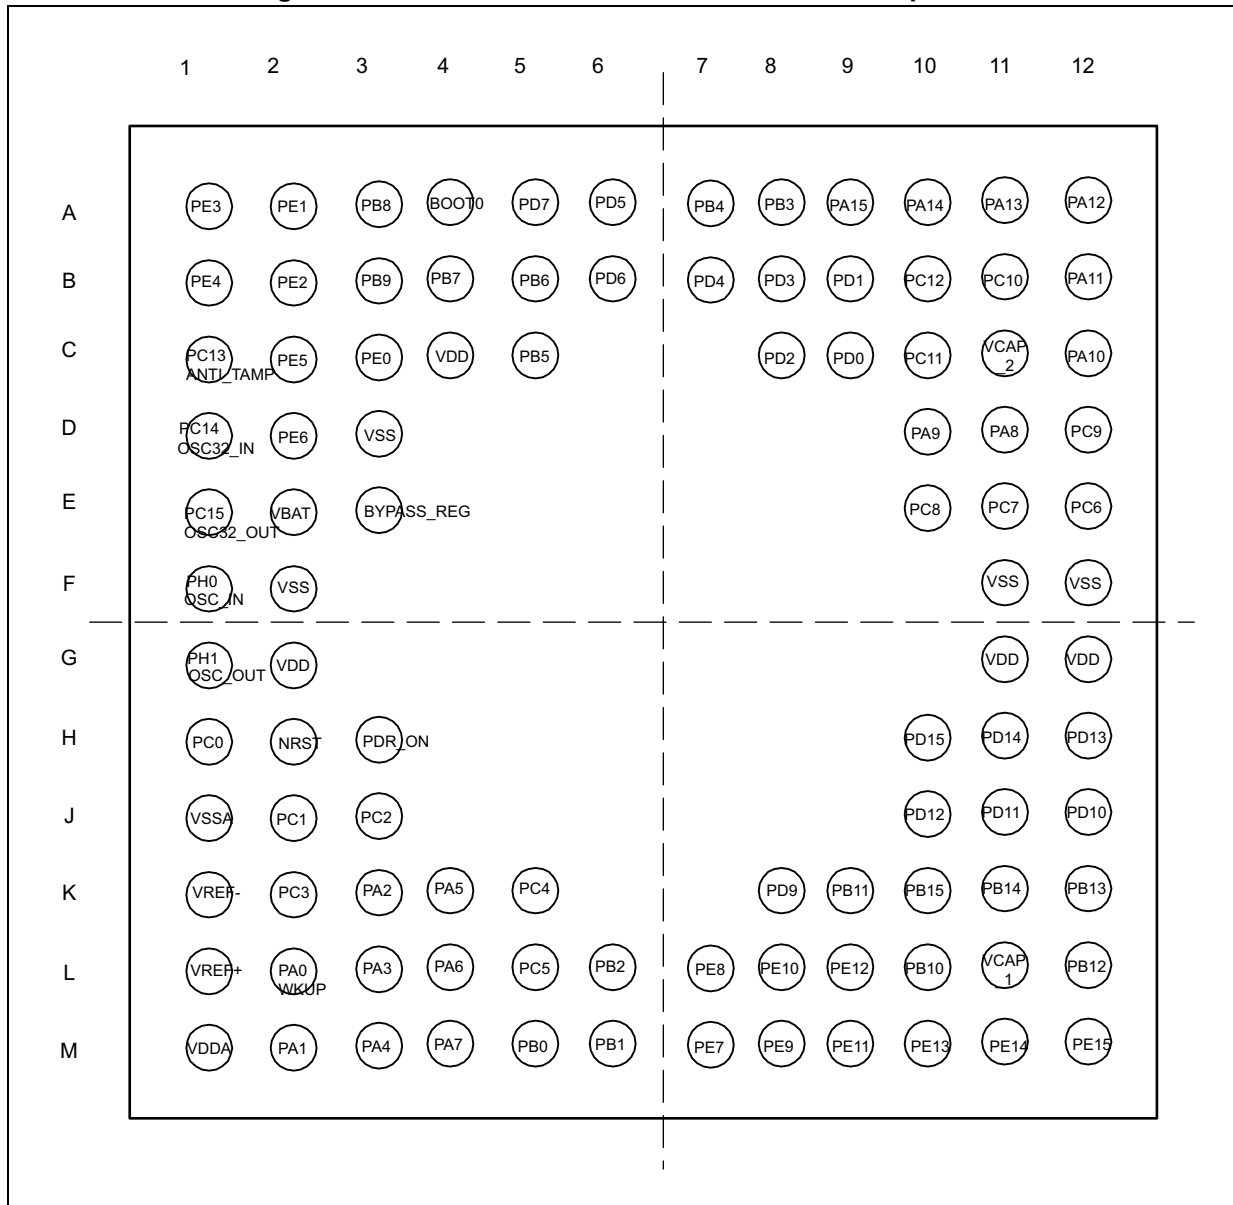 1 2 3 4 5 6 7 8 9 10 11 12
A PE3 PE1 PB8 BOOT0 PD7 PD5 PB4 PB3 PA15 PA14 PA13 PA12
B PE4 PE2 PB9 PB7 PB6 PD6 PD4 PD3 PD1 PC12 PC10 PA11
C PC13 PE5 PE0 VDD PB5 PD2 PD0 PC11 VCAP PA10
ANTI_TAMP _2
D PC14 PE6 VSS PA9 PA8 PC9
OSC32_IN
E PC15 VBAT BYPASS_REG PC8 PC7 PC6
OSC32_OUT
F PH0 VSS VSS VSS
OSC_IN
G PH1 VDD VDD VDD
OSC_OUT
H PC0 NRST PDR_ON PD15 PD14 PD13
J VSSA PC1 PC2 PD12 PD11 PD10
K VREF- PC3 PA2 PA5 PC4 PD9 PB11 PB15 PB14 PB13
L VREF+ PA0 PA3 PA6 PC5 PB2 PE8 PE10 PE12 PB10 VCAP PB12
WKUP _1
M VDDA PA1 PA4 PA7 PB0 PB1 PE7 PE9 PE11 PE13 PE14 PE15